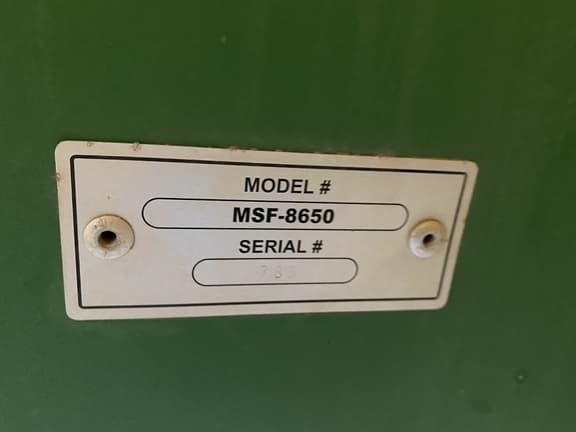 MODEL #
MSF-8650
SERIAL #